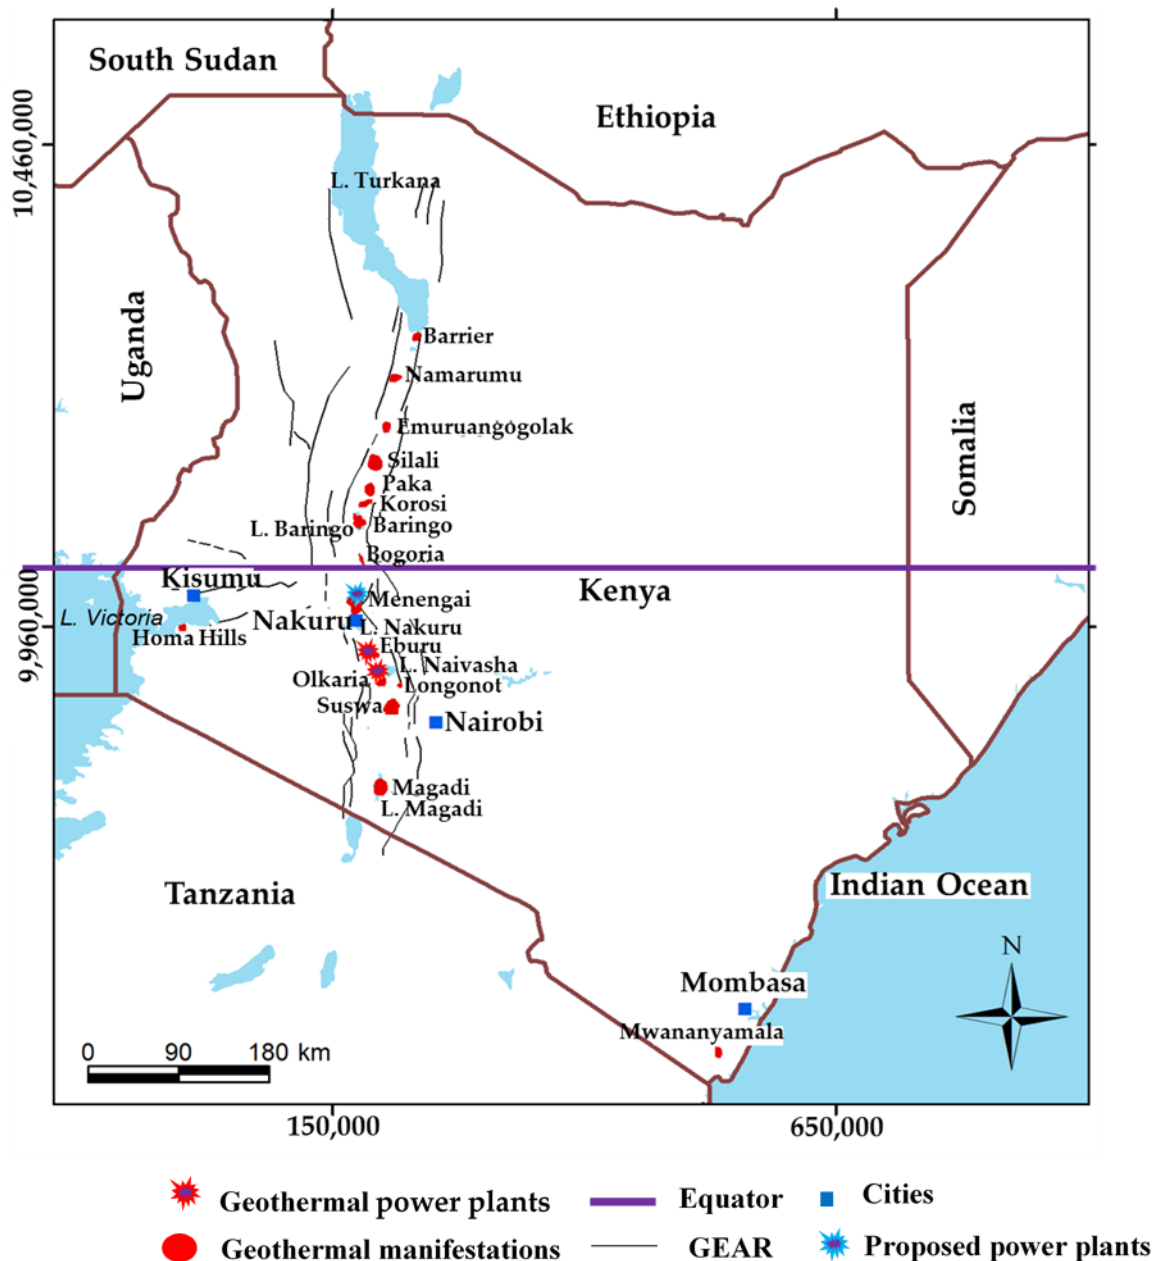 South Sudan
Ethiopia
10,460,000
L. Turkana
Uganda
Barrier
Namarumu
Emuruangogolak
Somalia
Silali
Paka
Korosi
L. Baringo
Baringo
Bogoria
Kisumu
Kenya
Menengai
L. Victoria
Nakuru
L. Nakuru
9,960,000
Homa Hills
Eburu
L. Naivasha
Olkaria
Longonot
Suswa
Nairobi
Magadi
L. Magadi
Tanzania
Indian Ocean
N
Mombasa
Mwananyamala
0 90 180 km
150,000 650,000
Geothermal power plants Equator Cities
Geothermal manifestations GEAR Proposed power plants